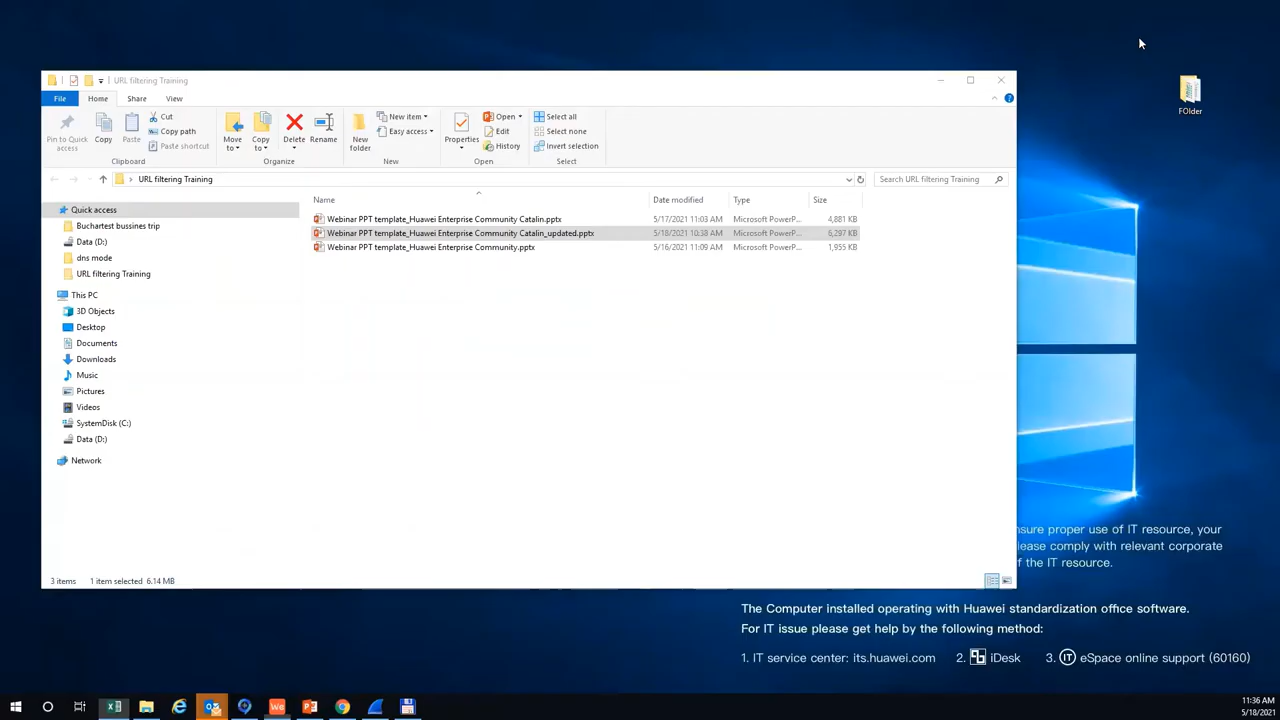 URL filtering Training
File Home Share View
Pin to Quick access
Copy
Paste
Cut
Copy path
Paste shortcut
Clipboard
Move to
Copy to
Delete
Rename
Organize
New folder
New item
Easy access
New
Properties
Open
Edit
History
Open
Select all
Select none
Invert selection
Select
URL filtering Training
Search URL filtering Training
Name Date modified Type Size
Webinar PPT template_Huawei Enterprise Community Catalin.pptx 5/17/2021 11:03 AM Microsoft PowerP... 4,881 KB
Webinar PPT template_Huawei Enterprise Community Catalin_updated.pptx 5/18/2021 10:38 AM Microsoft PowerP... 6,297 KB
Webinar PPT template_Huawei Enterprise Community.pptx 5/16/2021 11:09 AM Microsoft PowerP... 1,955 KB
Quick access
Buchartest bussines trip
Data (D:)
dns mode
URL filtering Training
This PC
3D Objects
Desktop
Documents
Downloads
Music
Pictures
Videos
SystemDisk (C:)
Data (D:)
Network
3 items 1 item selected 6.14 MB
FOlder
nsure proper use of IT resource, your
lease comply with relevant corporate
f the IT resource.
The Computer installed operating with Huawei standardization office software.
For IT issue please get help by the following method:
1. IT service center: its.huawei.com 2. iDesk 3. IT eSpace online support (60160)
We
11:36 AM
5/18/2021